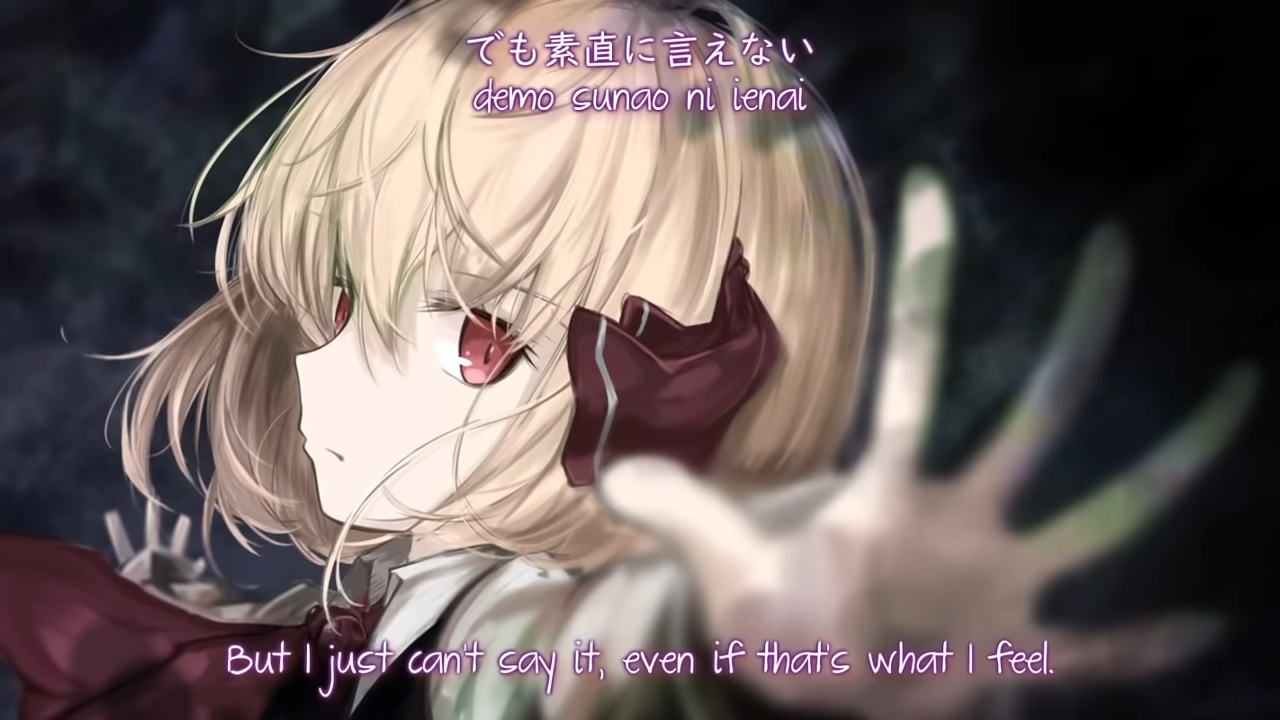 でも素直に言えない
demo sunao ni ienai
But I just can't say it, even if that's what I feel.